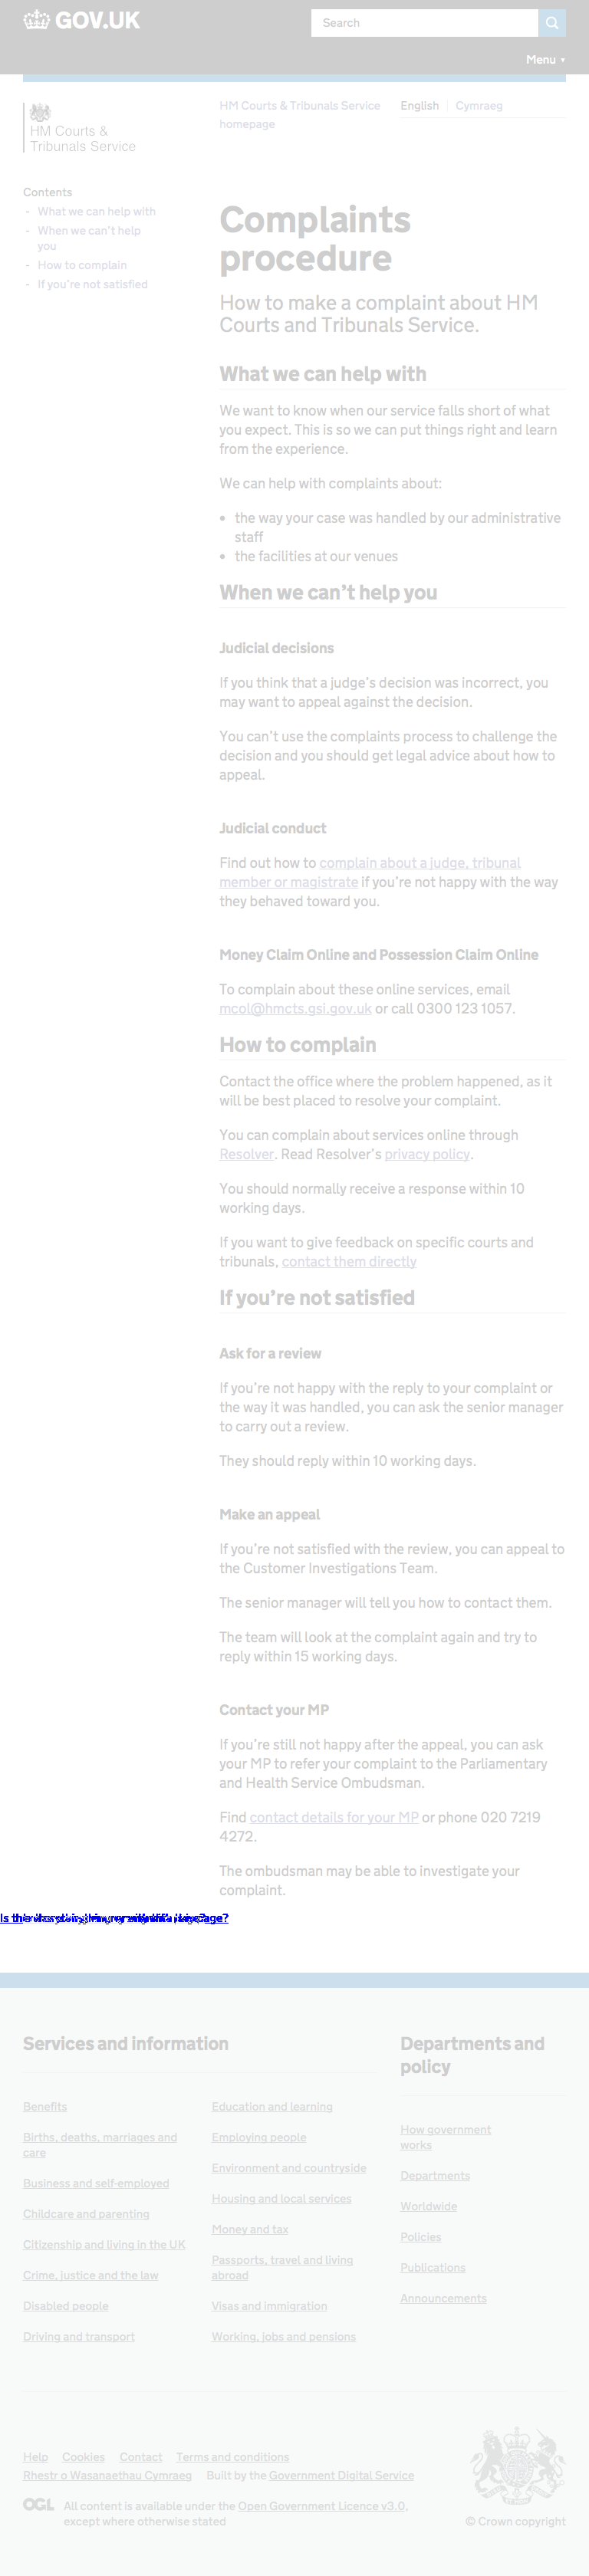 GOV.UK
Search
Menu ▼
HM Courts &
Tribunals Service
HM Courts & Tribunals Service
homepage
English
Cymraeg
Contents
- What we can help with
- When we can't help
you
- How to complain
- If you're not satisfied
Complaints
procedure
How to make a complaint about HM
Courts and Tribunals Service.
What we can help with
We want to know when our service falls short of what
you expect. This is so we can put things right and learn
from the experience.
We can help with complaints about:
• the way your case was handled by our administrative
staff
• the facilities at our venues
When we can't help you
Judicial decisions
If you think that a judge's decision was incorrect, you
may want to appeal against the decision.
You can't use the complaints process to challenge the
decision and you should get legal advice about how to
appeal.
Judicial conduct
Find out how to complain about a judge, tribunal
member or magistrate if you're not happy with the way
they behaved toward you.
Money Claim Online and Possession Claim Online
To complain about these online services, email
mcol@hmcts.gsi.gov.uk or call 0300 123 1057.
How to complain
Contact the office where the problem happened, as it
will be best placed to resolve your complaint.
You can complain about services online through
Resolver. Read Resolver's privacy policy.
You should normally receive a response within 10
working days.
If you want to give feedback on specific courts and
tribunals, contact them directly
If you're not satisfied
Ask for a review
If you're not happy with the reply to your complaint or
the way it was handled, you can ask the senior manager
to carry out a review.
They should reply within 10 working days.
Make an appeal
If you're not satisfied with the review, you can appeal to
the Customer Investigations Team.
The senior manager will tell you how to contact them.
The team will look at the complaint again and try to
reply within 15 working days.
Contact your MP
If you're still not happy after the appeal, you can ask
your MP to refer your complaint to the Parliamentary
and Health Service Ombudsman.
Find contact details for your MP or phone 020 7219
4272.
The ombudsman may be able to investigate your
complaint.
Services and information
Benefits
Births, deaths, marriages and
care
Business and self-employed
Childcare and parenting
Citizenship and living in the UK
Crime, justice and the law
Disabled people
Driving and transport
Education and learning
Employing people
Environment and countryside
Housing and local services
Money and tax
Passports, travel and living
abroad
Visas and immigration
Working, jobs and pensions
Departments and
policy
How government
works
Departments
Worldwide
Policies
Publications
Announcements
Help Cookies Contact Terms and conditions
Rhestr o Wasanaethau Cymraeg Built by the Government Digital Service
OGL All content is available under the Open Government Licence v3.0,
except where otherwise stated
© Crown copyright